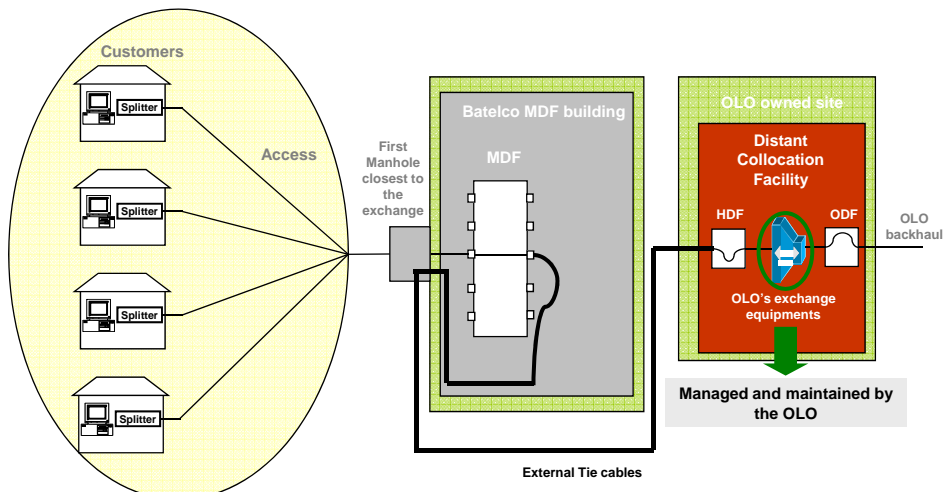 Customers
Splitter
Access
Splitter
Splitter
Splitter
First
Manhole
closest to
the
exchange
Batelco MDF building
MDF
OLO owned site
Distant
Collocation
Facility
HDF
ODF
OLO
backhaul
OLO's exchange
equipments
Managed and maintained by
the OLO
External Tie cables